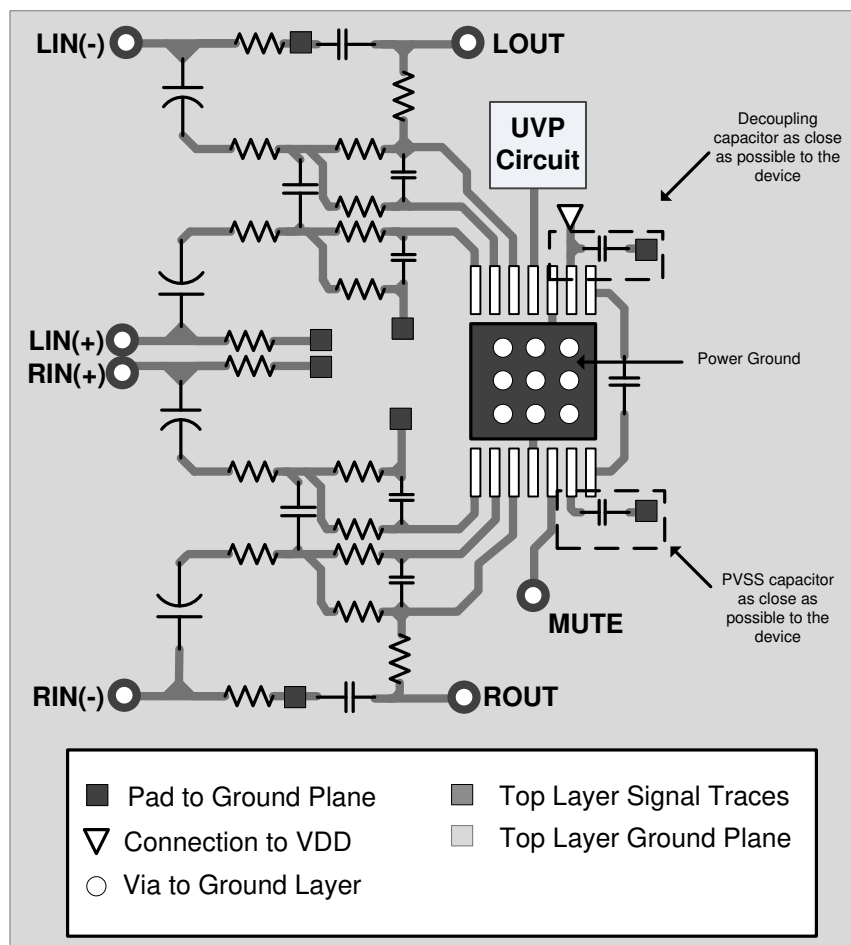 LIN(-)
LOUT
UVP
Circuit
Decoupling
capacitor as close
as possible to the
device
LIN(+)
RIN(+)
Power Ground
PVSS capacitor
as close as
possible to the
device
MUTE
RIN(-)
ROUT
Pad to Ground Plane
Connection to VDD
Via to Ground Layer
Top Layer Signal Traces
Top Layer Ground Plane